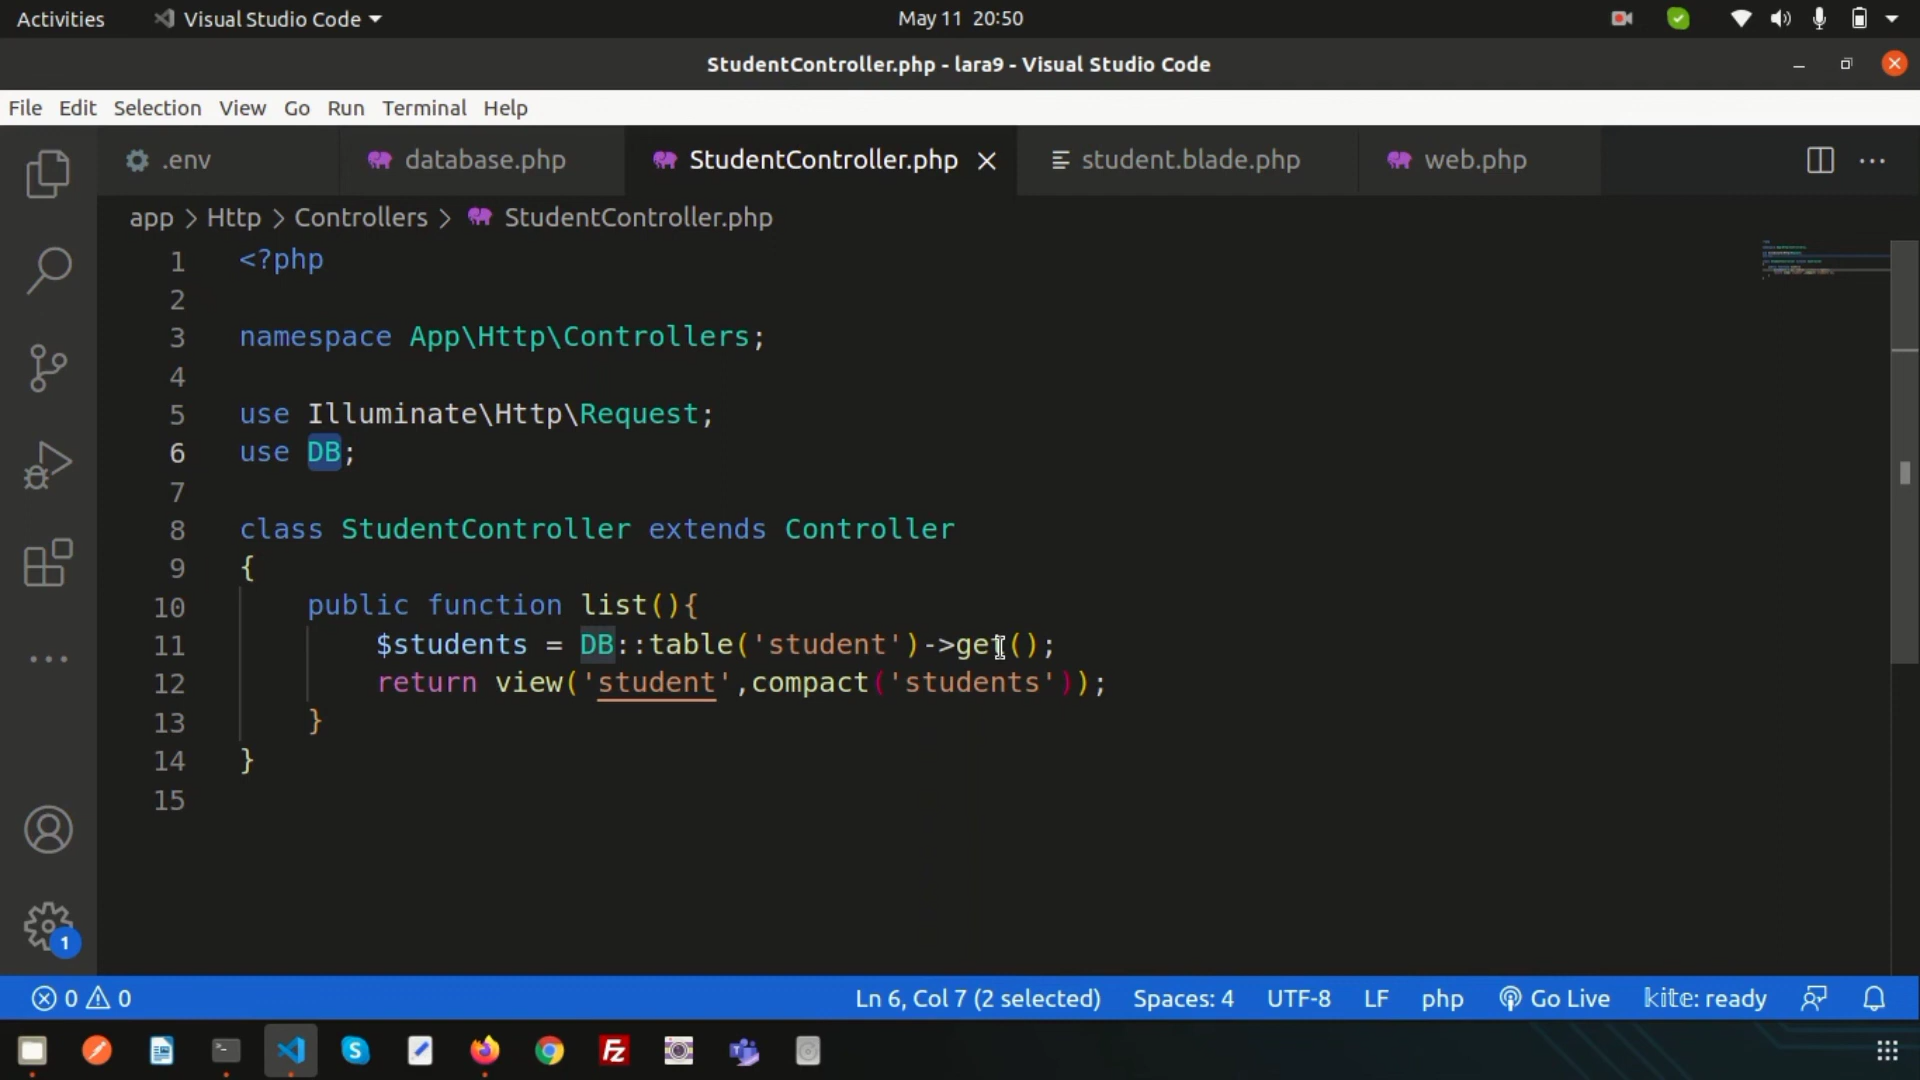 Activities Visual Studio Code May 11 20:50
StudentController.php - lara9 - Visual Studio Code
File Edit Selection View Go Run Terminal Help
.env database.php StudentController.php student.blade.php web.php
app > Http > Controllers > StudentController.php
1 <?php
2
3 namespace App\Http\Controllers;
4
5 use Illuminate\Http\Request;
6 use DB;
7
8 class StudentController extends Controller
9 {
10 public function list(){
11 $students = DB::table('student')->get();
12 return view('student',compact('students'));
13 }
14 }
15
1
0 0 Ln 6, Col 7 (2 selected) Spaces: 4 UTF-8 LF php Go Live kite: ready